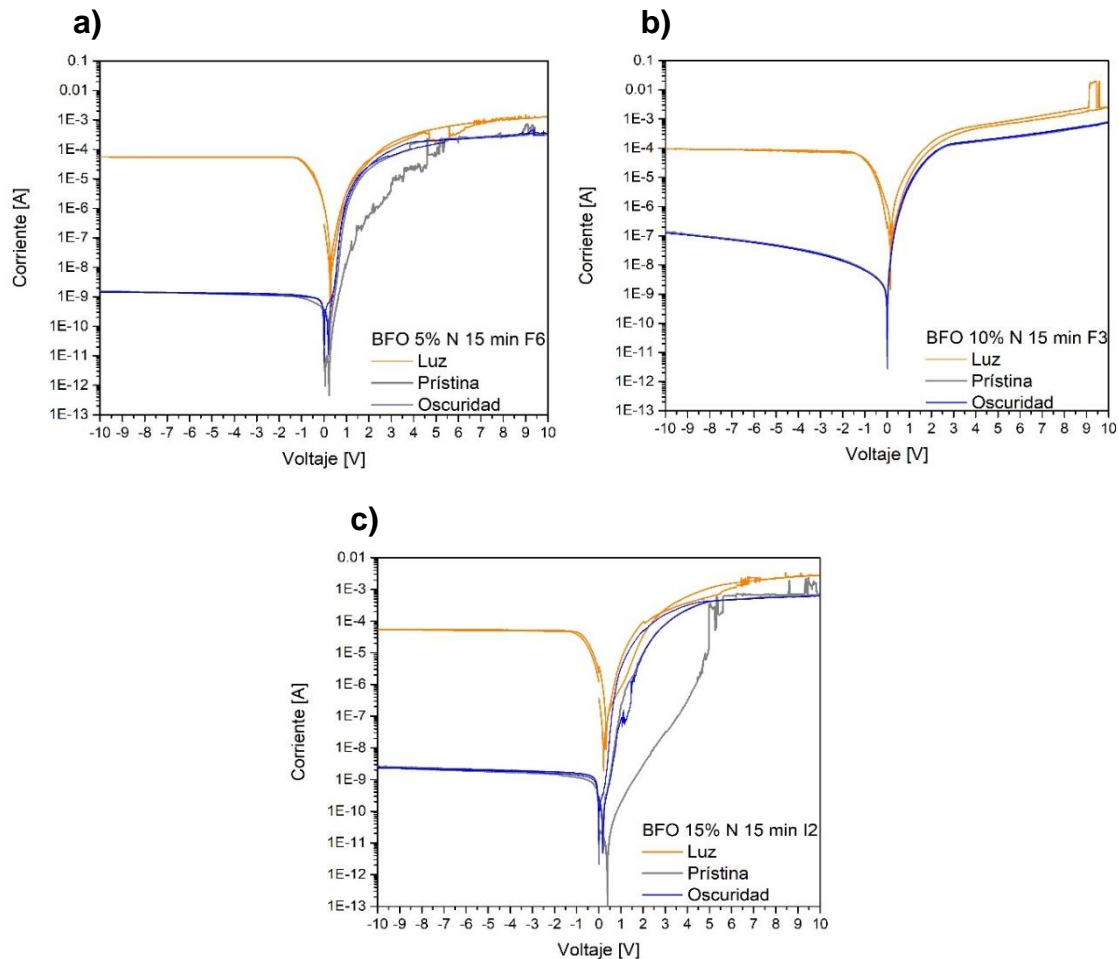 a)
0.1
0.01
1E-3
1E-4
1E-5
1E-6
1E-7
1E-8
1E-9
1E-10
1E-11
1E-12
1E-13
Corriente [A]
BFO 5% N 15 min F6
Luz
Prístina
Oscuridad
-10 -9 -8 -7 -6 -5 -4 -3 -2 -1 0 1 2 3 4 5 6 7 8 9 10
Voltaje [V]
b)
0.1
0.01
1E-3
1E-4
1E-5
1E-6
1E-7
1E-8
1E-9
1E-10
1E-11
1E-12
1E-13
Corriente [A]
BFO 10% N 15 min F3
Luz
Prístina
Oscuridad
-10 -9 -8 -7 -6 -5 -4 -3 -2 -1 0 1 2 3 4 5 6 7 8 9 10
Voltaje [V]
c)
0.01
1E-3
1E-4
1E-5
1E-6
1E-7
1E-8
1E-9
1E-10
1E-11
1E-12
1E-13
Corriente [A]
BFO 15% N 15 min I2
Luz
Prístina
Oscuridad
-10 -9 -8 -7 -6 -5 -4 -3 -2 -1 0 1 2 3 4 5 6 7 8 9 10
Voltaje [V]